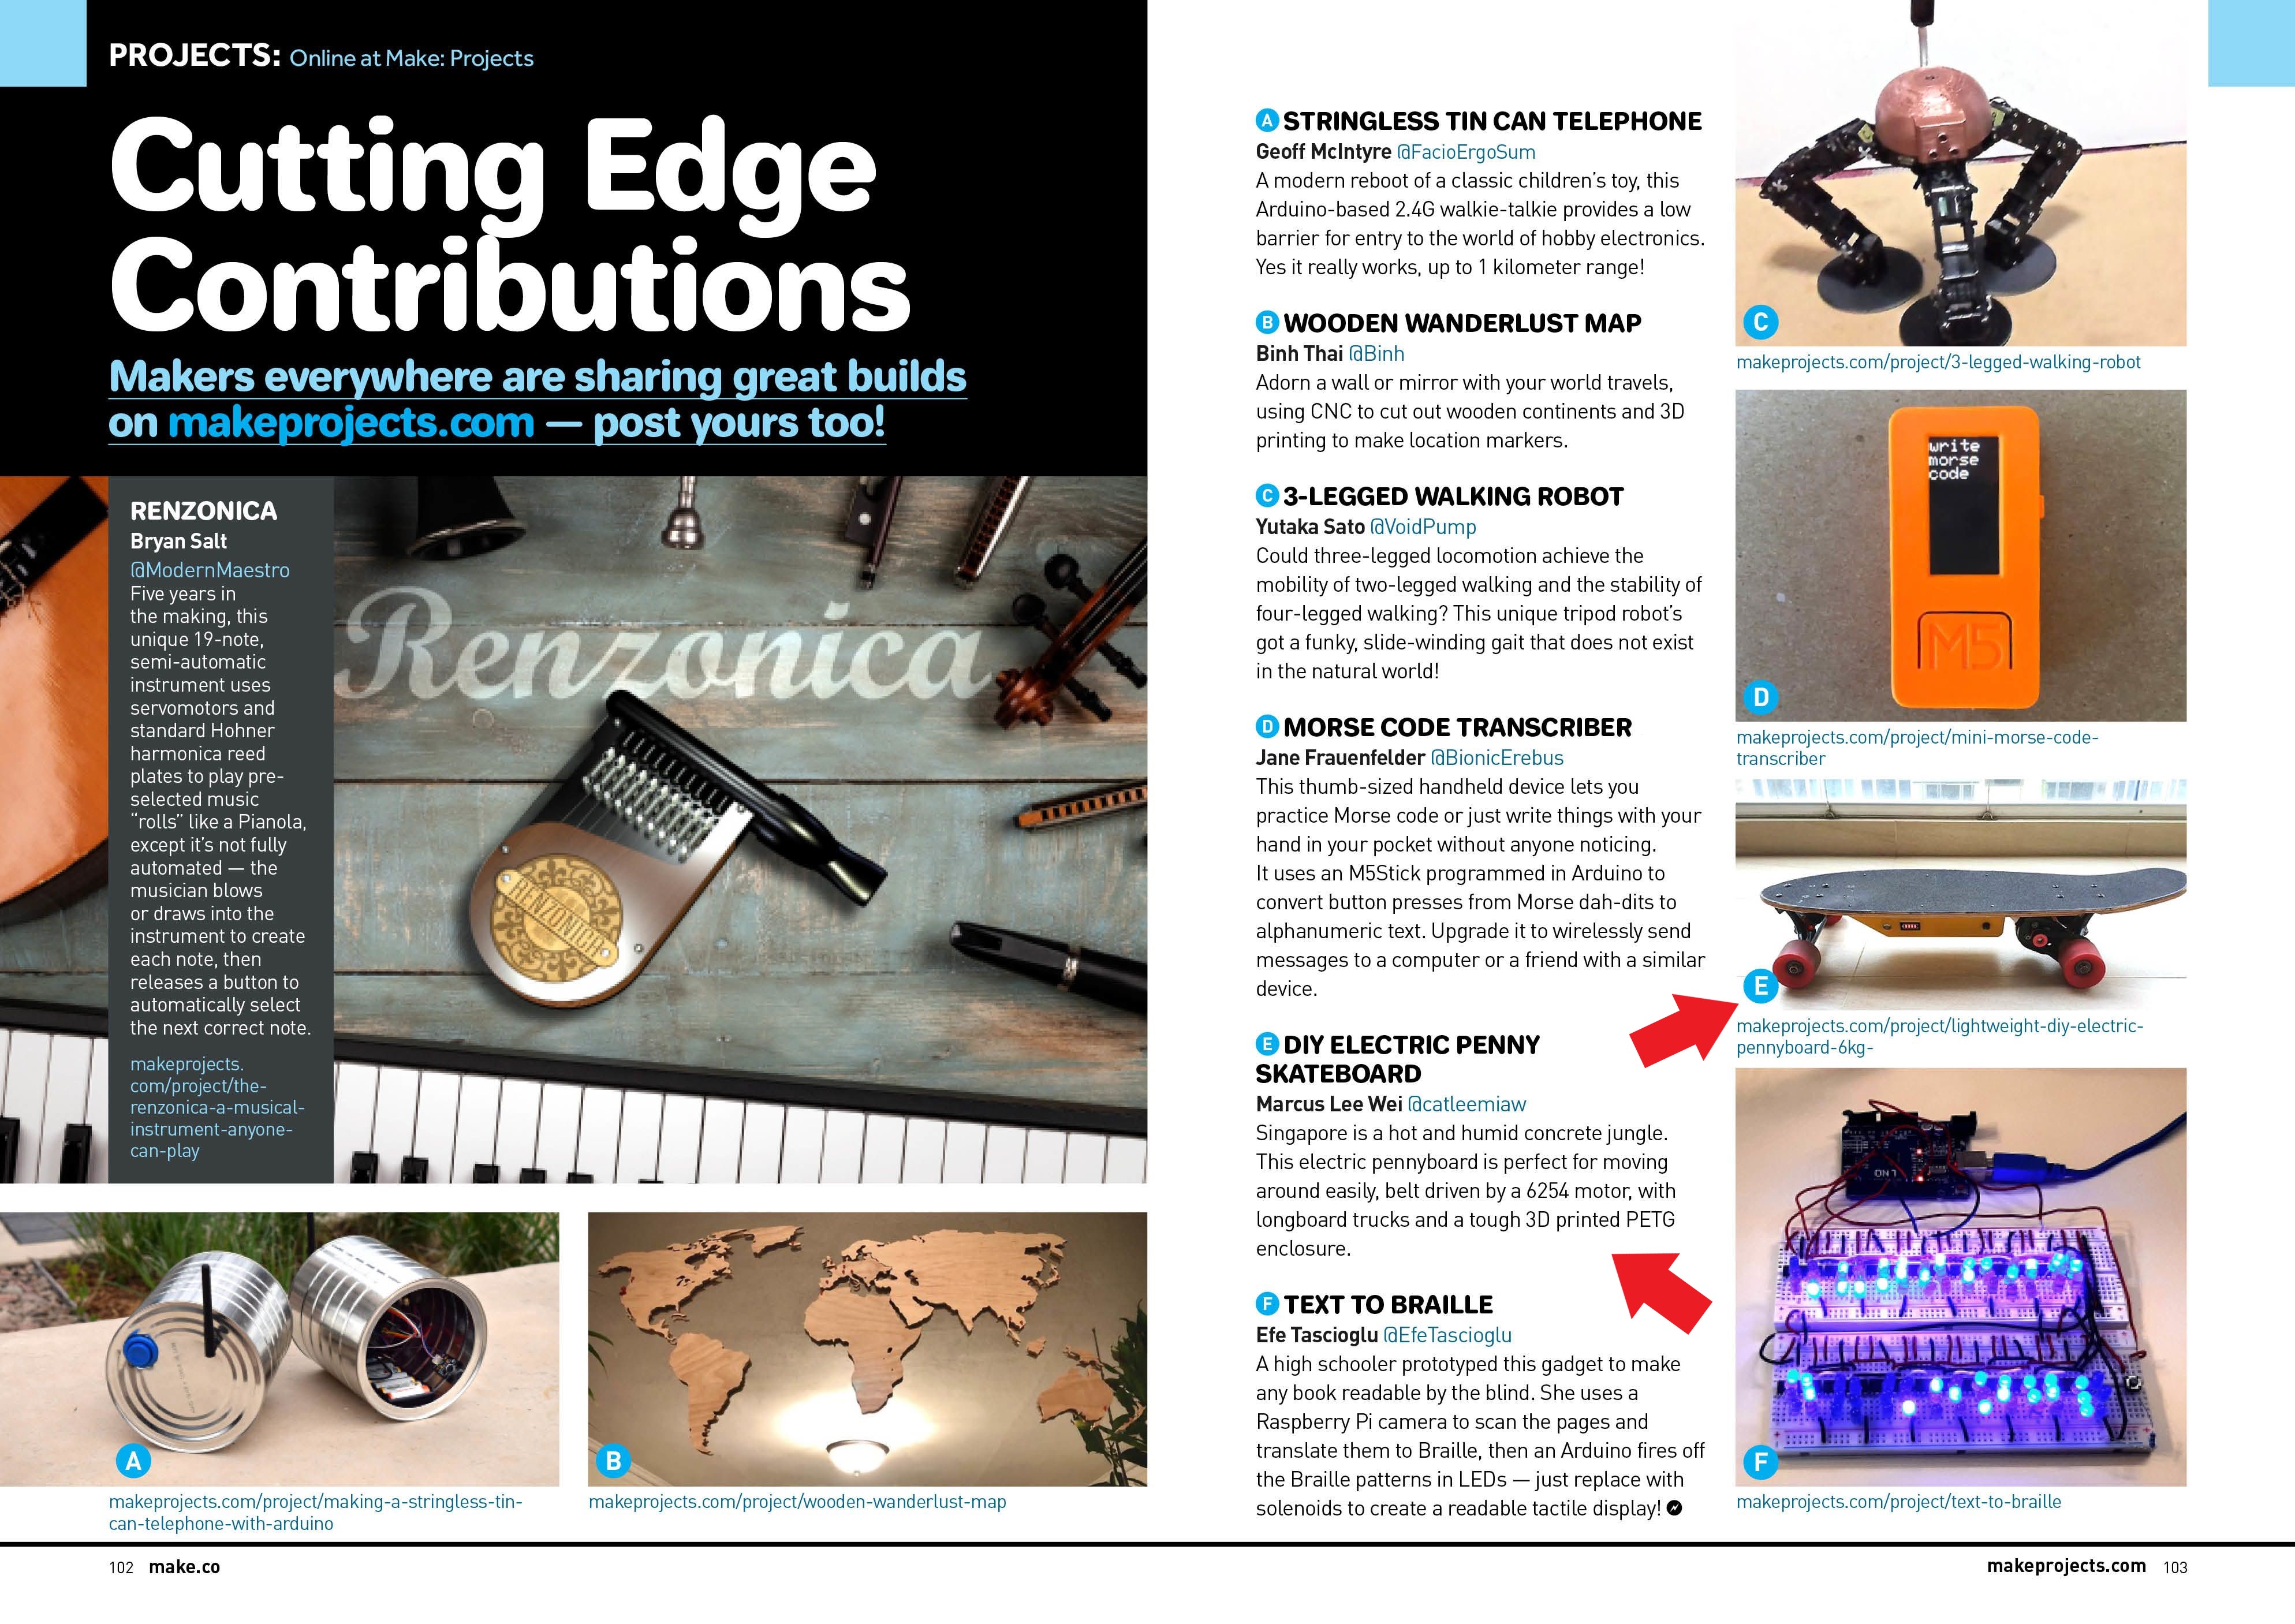 PROJECTS: Online at Make: Projects
Cutting Edge
Contributions
Makers everywhere are sharing great builds
on makeprojects.com — post yours too!
RENZONICA
Bryan Salt
@ModernMaestro
Five years in
the making, this
unique 19-note,
semi-automatic
instrument uses
servomotors and
standard Hohner
harmonica reed
plates to play pre-
selected music
“rolls” like a Pianola,
except it’s not fully
automated — the
musician blows
or draws into the
instrument to create
each note, then
releases a button to
automatically select
the next correct note.
makeprojects.
com/project/the-
renzonica-a-musical-
instrument-anyone-
can-play
Renzonica
RENZONICA
A
makeprojects.com/project/making-a-stringless-tin-
can-telephone-with-arduino
B
makeprojects.com/project/wooden-wanderlust-map
102 make.co
A STRINGLESS TIN CAN TELEPHONE
Geoff McIntyre @FacioErgoSum
A modern reboot of a classic children’s toy, this
Arduino-based 2.4G walkie-talkie provides a low
barrier for entry to the world of hobby electronics.
Yes it really works, up to 1 kilometer range!
B WOODEN WANDERLUST MAP
Binh Thai @Binh
Adorn a wall or mirror with your world travels,
using CNC to cut out wooden continents and 3D
printing to make location markers.
C 3-LEGGED WALKING ROBOT
Yutaka Sato @VoidPump
Could three-legged locomotion achieve the
mobility of two-legged walking and the stability of
four-legged walking? This unique tripod robot’s
got a funky, slide-winding gait that does not exist
in the natural world!
D MORSE CODE TRANSCRIBER
Jane Frauenfelder @BionicErebus
This thumb-sized handheld device lets you
practice Morse code or just write things with your
hand in your pocket without anyone noticing.
It uses an M5Stick programmed in Arduino to
convert button presses from Morse dah-dits to
alphanumeric text. Upgrade it to wirelessly send
messages to a computer or a friend with a similar
device.
E DIY ELECTRIC PENNY
SKATEBOARD
Marcus Lee Wei @catleemiaw
Singapore is a hot and humid concrete jungle.
This electric pennyboard is perfect for moving
around easily, belt driven by a 6254 motor, with
longboard trucks and a tough 3D printed PETG
enclosure.
F TEXT TO BRAILLE
Efe Tascioglu @EfeTascioglu
A high schooler prototyped this gadget to make
any book readable by the blind. She uses a
Raspberry Pi camera to scan the pages and
translate them to Braille, then an Arduino fires off
the Braille patterns in LEDs — just replace with
solenoids to create a readable tactile display!
C
makeprojects.com/project/3-legged-walking-robot
write
morse
code
M5
D
makeprojects.com/project/mini-morse-code-
transcriber
E
makeprojects.com/project/lightweight-diy-electric-
pennyboard-6kg-
UNO
F
makeprojects.com/project/text-to-braille
makeprojects.com 103